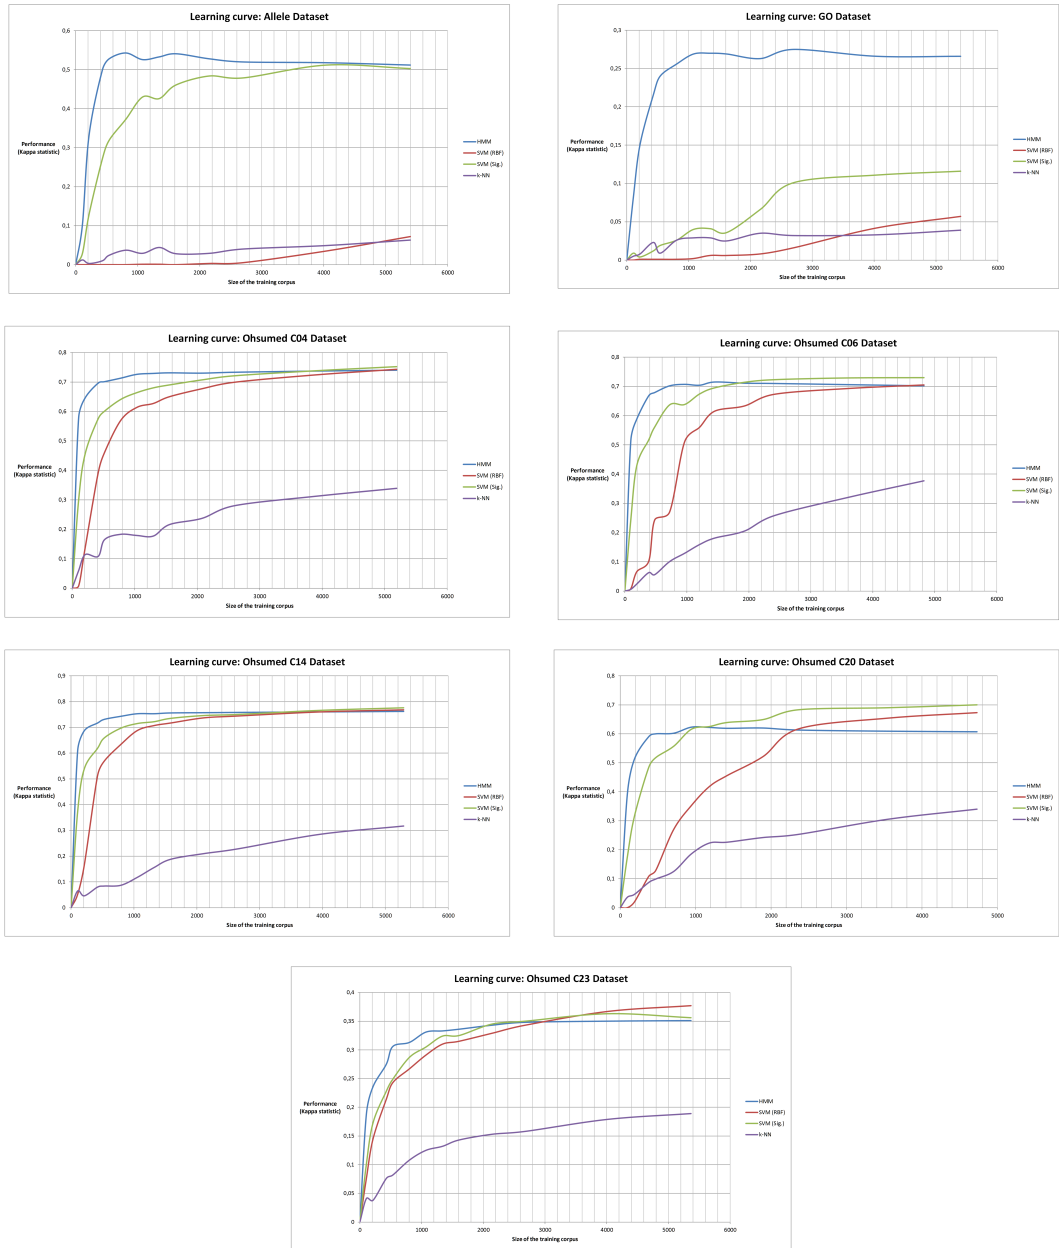 Learning curve: Allele Dataset
0,6
0,5
0,4
0,3
0,2
0,1
0
Performance
(Kappa statistic)
0 1000 2000 3000 4000 5000 6000
Size of the training corpus
HMM
SVM (RBF)
SVM (Sig.)
k-NN
Learning curve: GO Dataset
0,3
0,25
0,2
0,15
0,1
0,05
0
Performance
(Kappa statistic)
0 1000 2000 3000 4000 5000 6000
Size of the training corpus
HMM
SVM (RBF)
SVM (Sig.)
k-NN
Learning curve: Ohsumed C04 Dataset
0,8
0,7
0,6
0,5
0,4
0,3
0,2
0,1
0
Performance
(Kappa statistic)
0 1000 2000 3000 4000 5000 6000
Size of the training corpus
HMM
SVM (RBF)
SVM (Sig.)
k-NN
Learning curve: Ohsumed C06 Dataset
0,8
0,7
0,6
0,5
0,4
0,3
0,2
0,1
0
Performance
(Kappa statistic)
0 1000 2000 3000 4000 5000 6000
Size of the training corpus
HMM
SVM (RBF)
SVM (Sig.)
k-NN
Learning curve: Ohsumed C14 Dataset
0,9
0,8
0,7
0,6
0,5
0,4
0,3
0,2
0,1
0
Performance
(Kappa statistic)
0 1000 2000 3000 4000 5000 6000
Size of the training corpus
HMM
SVM (RBF)
SVM (Sig.)
k-NN
Learning curve: Ohsumed C20 Dataset
0,8
0,7
0,6
0,5
0,4
0,3
0,2
0,1
0
Performance
(Kappa statistic)
0 1000 2000 3000 4000 5000
Size of the training corpus
HMM
SVM (RBF)
SVM (Sig.)
k-NN
Learning curve: Ohsumed C23 Dataset
0,4
0,35
0,3
0,25
0,2
0,15
0,1
0,05
0
Performance
(Kappa statistic)
0 1000 2000 3000 4000 5000 6000
Size of the training corpus
HMM
SVM (RBF)
SVM (Sig.)
k-NN